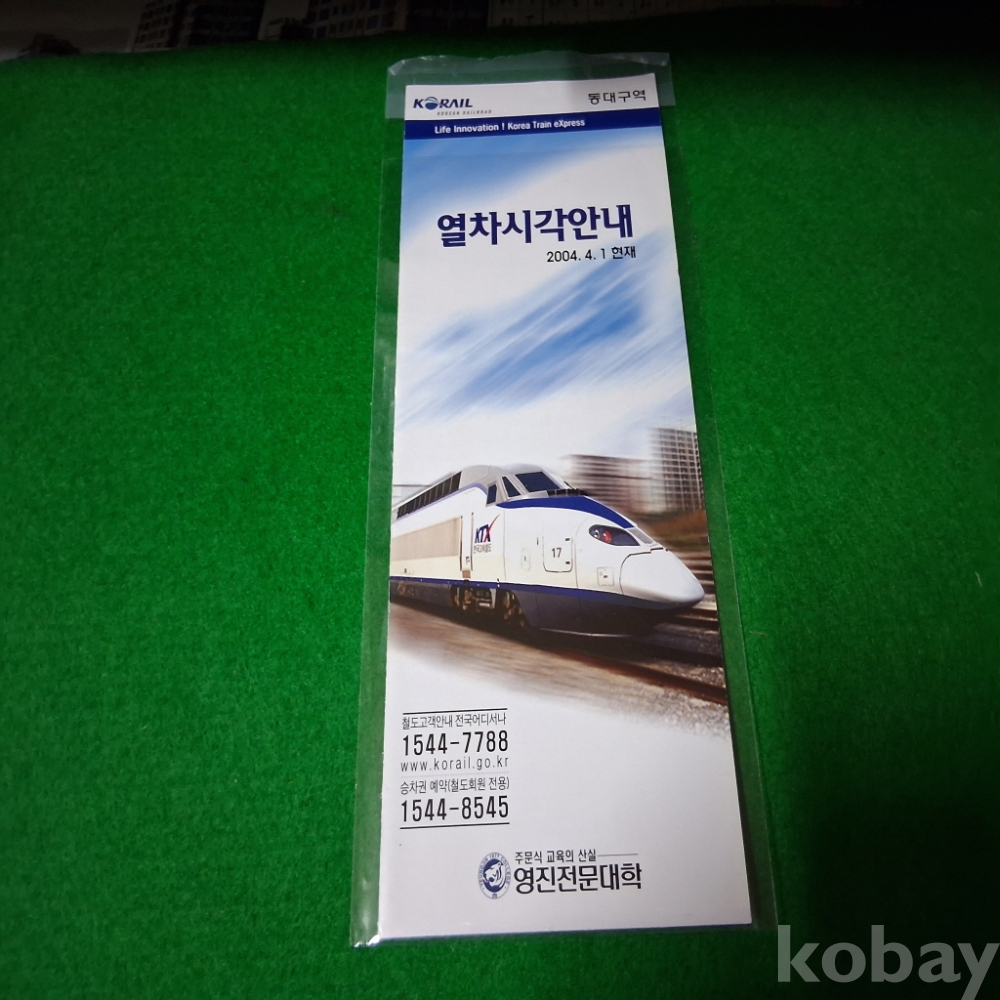 KORAIL
KOREAN RAILROAD
동대구역
Life Innovation ! Korea Train eXpress
열차시각안내
2004. 4. 1 현재
KTX
17
철도고객안내 전국어디서나
1544-7788
www.korail.go.kr
승차권 예약(철도회원 전용)
1544-8545
주문식 교육의 산실
영진전문대학
kobay